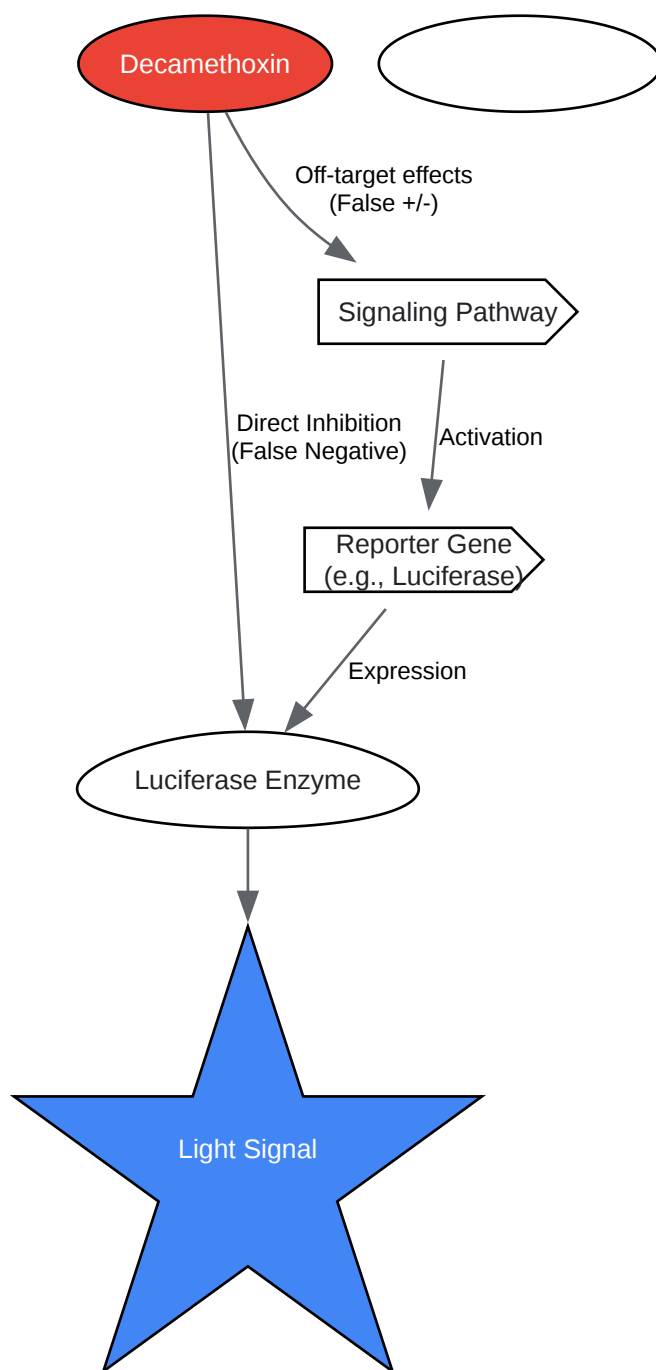 Decamethoxin
Off-target effects
(False +/-)
Signaling Pathway
Direct Inhibition
(False Negative)
Activation
Reporter Gene
(e.g., Luciferase)
Expression
Luciferase Enzyme
Light Signal